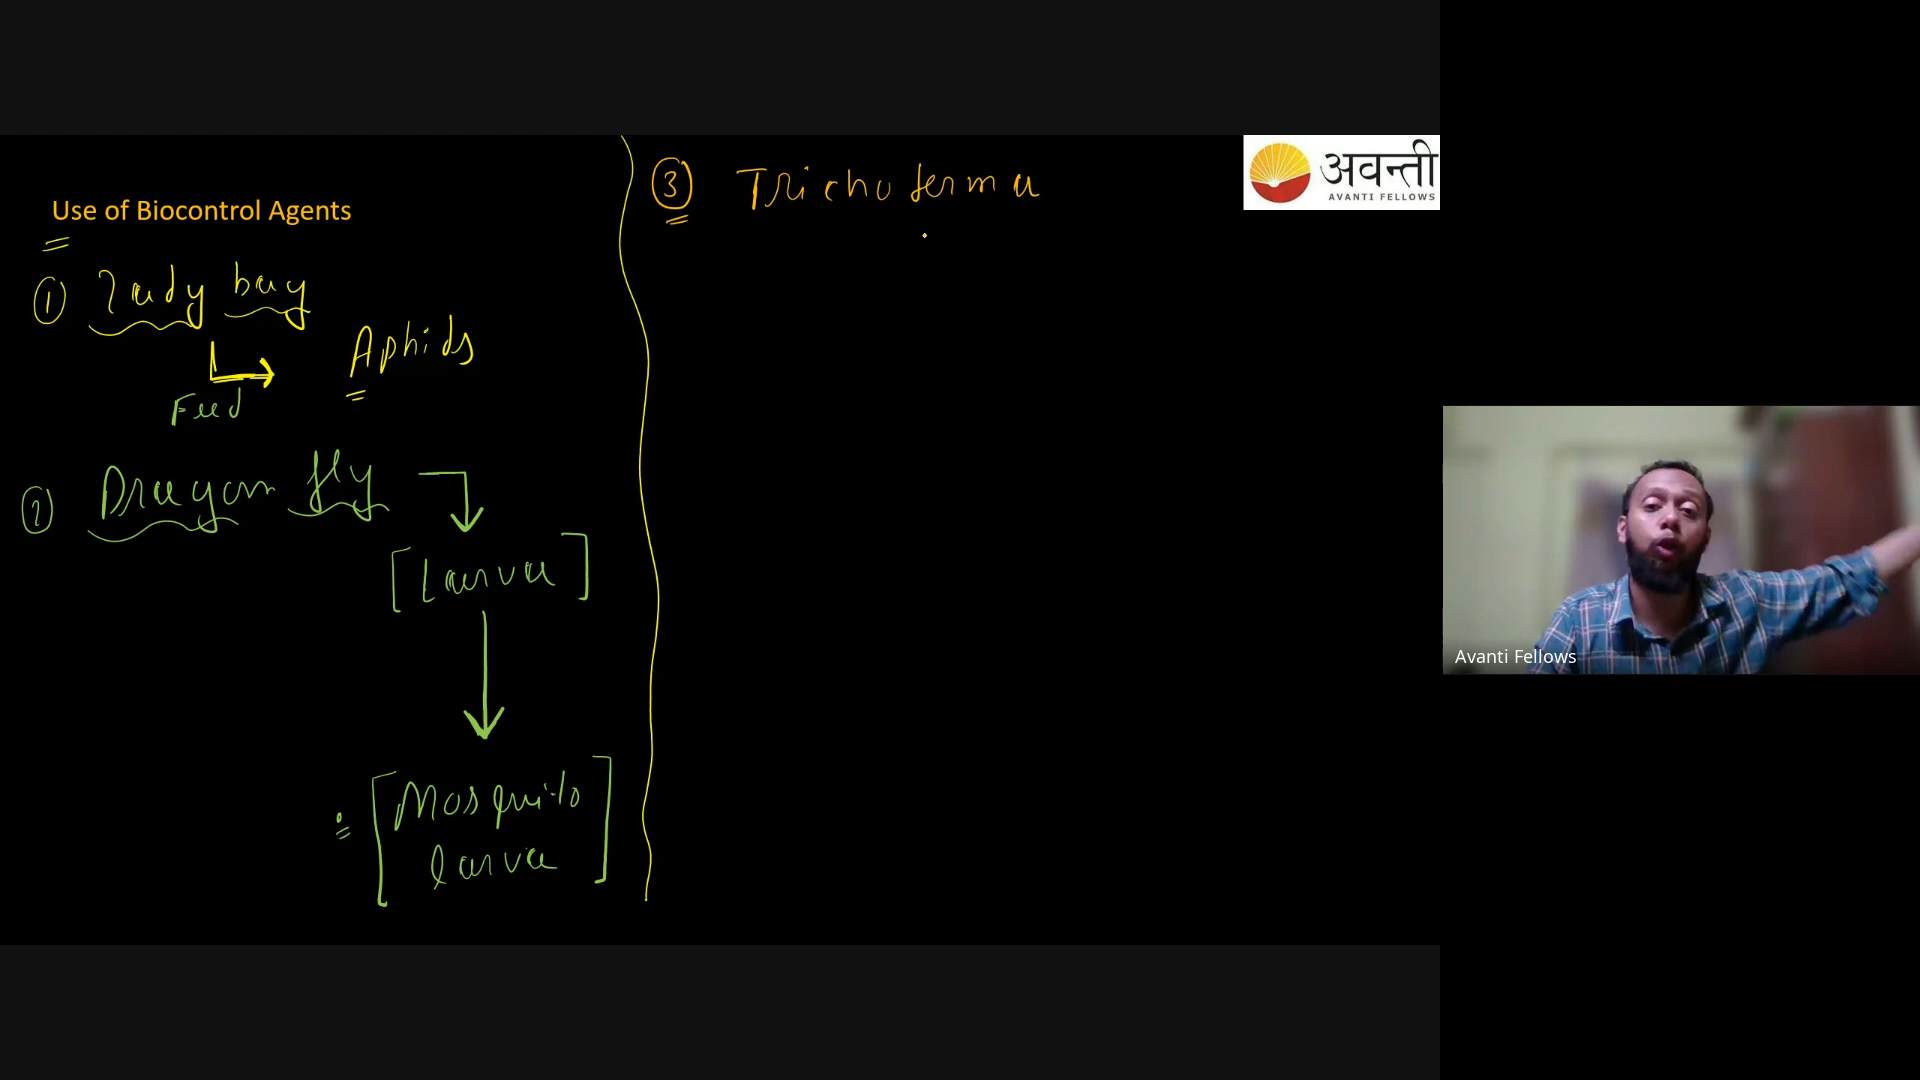 Use of Biocontrol Agents
① Lady bug
Aphids
Feed
② Dragon fly
[Larva]
[Mosquito
larva]
③ Trichoderma
अवन्ती
AVANTI FELLOWS
Avanti Fellows